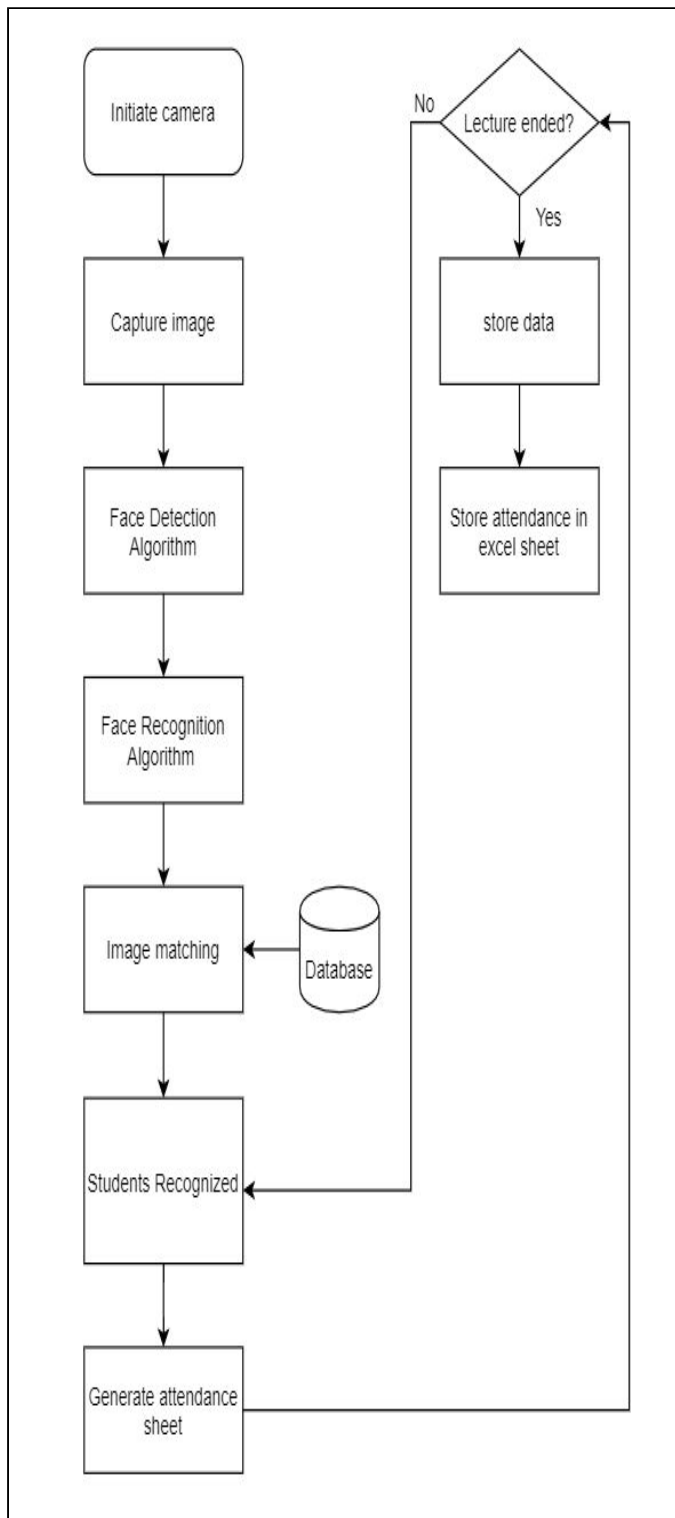 Initiate camera
Capture image
Face Detection
Algorithm
Face Recognition
Algorithm
Image matching
Database
Students Recognized
Generate attendance
sheet
Lecture ended?
No
Yes
store data
Store attendance in
excel sheet